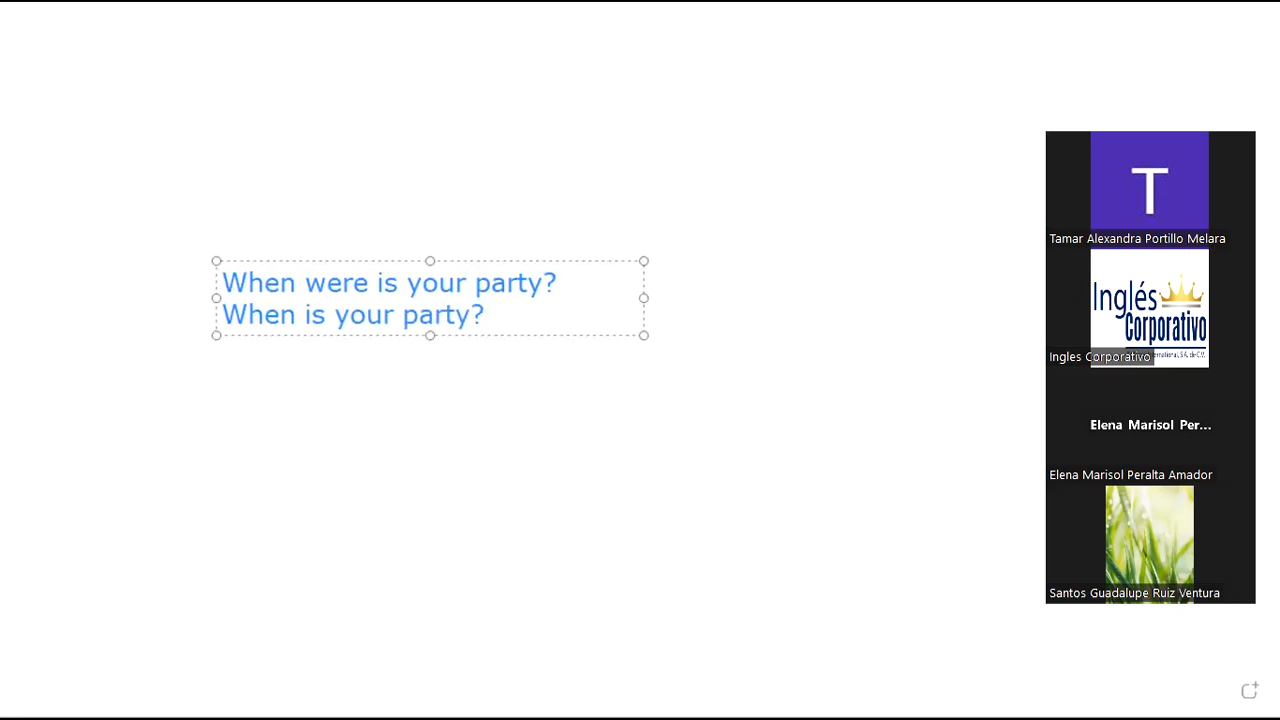 When were is your party?
When is your party?
T
Tamar Alexandra Portillo Melara
Inglés
Corporativo
Ingles Corporativo
Elena Marisol Per...
Elena Marisol Peralta Amador
Santos Guadalupe Ruiz Ventura